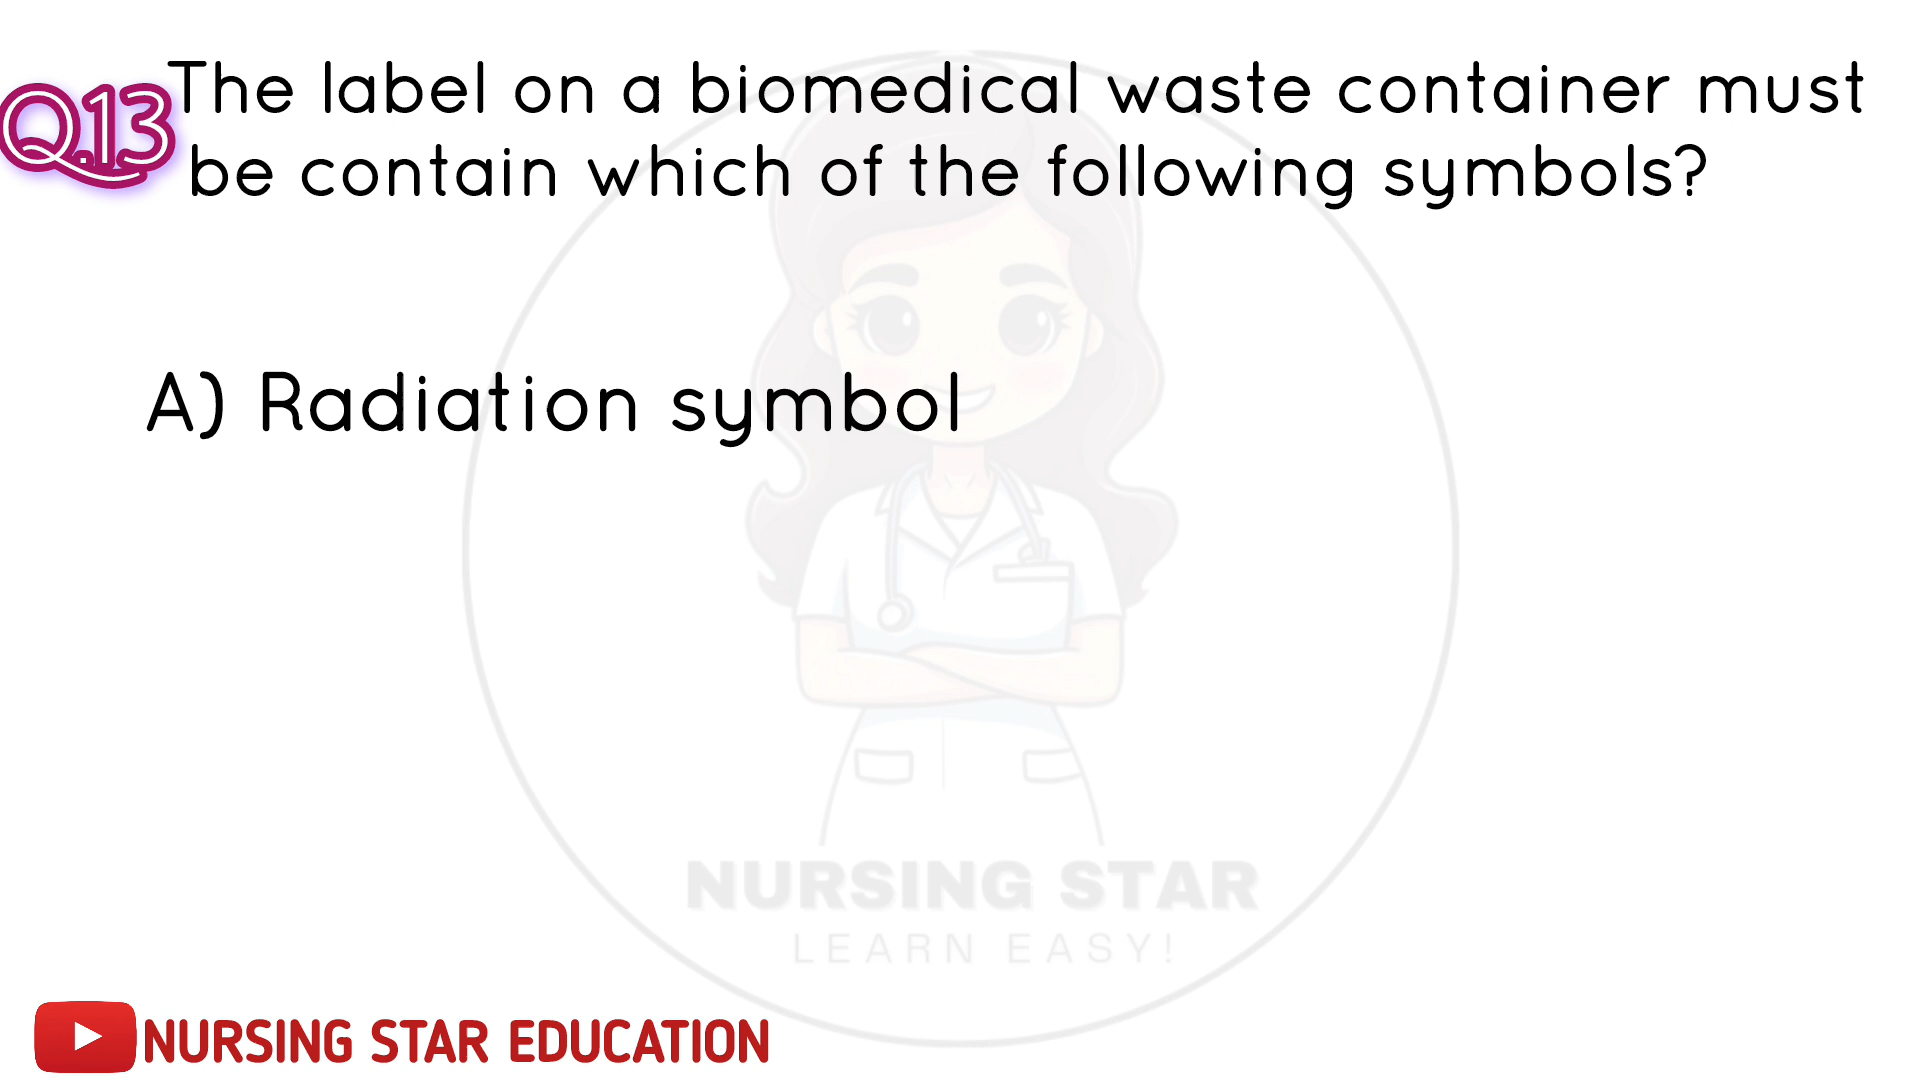 Q.13 The label on a biomedical waste container must
be contain which of the following symbols?
A) Radiation symbol
NURSING STAR
LEARN EASY!
NURSING STAR EDUCATION